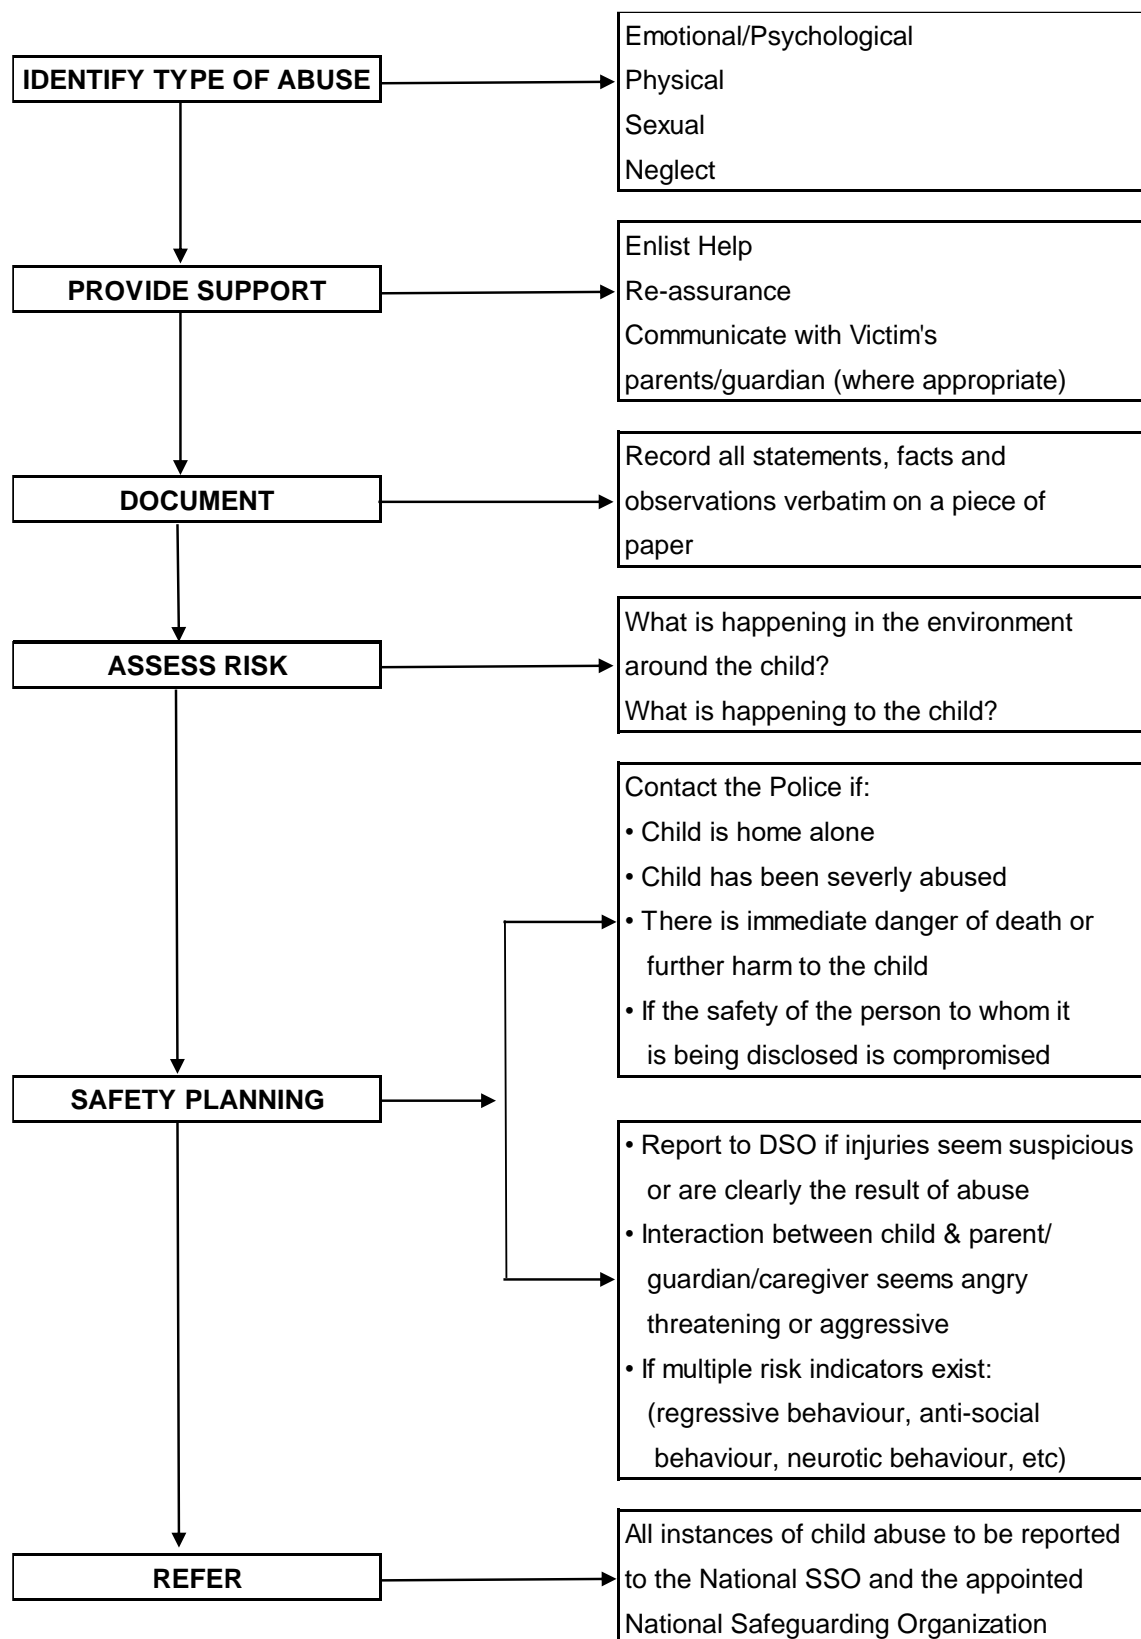 IDENTIFY TYPE OF ABUSE
Emotional/Psychological
Physical
Sexual
Neglect
PROVIDE SUPPORT
Enlist Help
Re-assurance
Communicate with Victim's
parents/guardian (where appropriate)
DOCUMENT
Record all statements, facts and
observations verbatim on a piece of
paper
ASSESS RISK
What is happening in the environment
around the child?
What is happening to the child?
SAFETY PLANNING
Contact the Police if:
• Child is home alone
• Child has been severly abused
• There is immediate danger of death or
further harm to the child
• If the safety of the person to whom it
is being disclosed is compromised
• Report to DSO if injuries seem suspicious
or are clearly the result of abuse
• Interaction between child & parent/
guardian/caregiver seems angry
threatening or aggressive
• If multiple risk indicators exist:
(regressive behaviour, anti-social
behaviour, neurotic behaviour, etc)
REFER
All instances of child abuse to be reported
to the National SSO and the appointed
National Safeguarding Organization